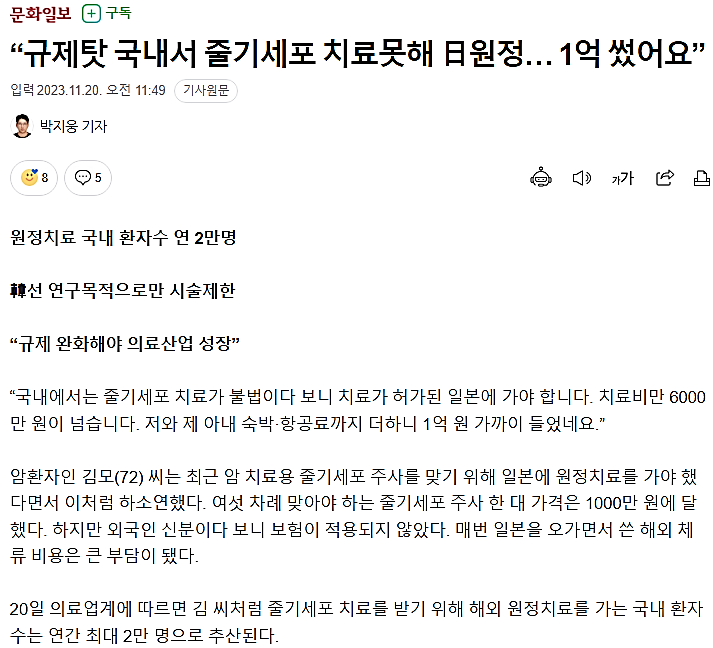 문화일보 구독
“규제탓 국내서 줄기세포 치료못해 日원정… 1억 썼어요”
입력 2023.11.20. 오전 11:49 기사원문
박지웅 기자
8 5
가가
원정치료 국내 환자수 연 2만명
韓선 연구목적으로만 시술제한
“규제 완화해야 의료산업 성장”
“국내에서는 줄기세포 치료가 불법이다 보니 치료가 허가된 일본에 가야 합니다. 치료비만 6000
만 원이 넘습니다. 저와 제 아내 숙박·항공료까지 더하니 1억 원 가까이 들었네요.”
암환자인 김모(72) 씨는 최근 암 치료용 줄기세포 주사를 맞기 위해 일본에 원정치료를 가야 했
다면서 이처럼 하소연했다. 여섯 차례 맞아야 하는 줄기세포 주사 한 대 가격은 1000만 원에 달
했다. 하지만 외국인 신분이다 보니 보험이 적용되지 않았다. 매번 일본을 오가면서 쓴 해외 체
류 비용은 큰 부담이 됐다.
20일 의료업계에 따르면 김 씨처럼 줄기세포 치료를 받기 위해 해외 원정치료를 가는 국내 환자
수는 연간 최대 2만 명으로 추산된다.